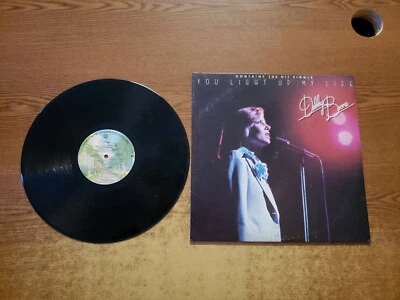 CONTAINS THE HIT SINGLE
YOU LIGHT UP MY LIFE
Debby Boone